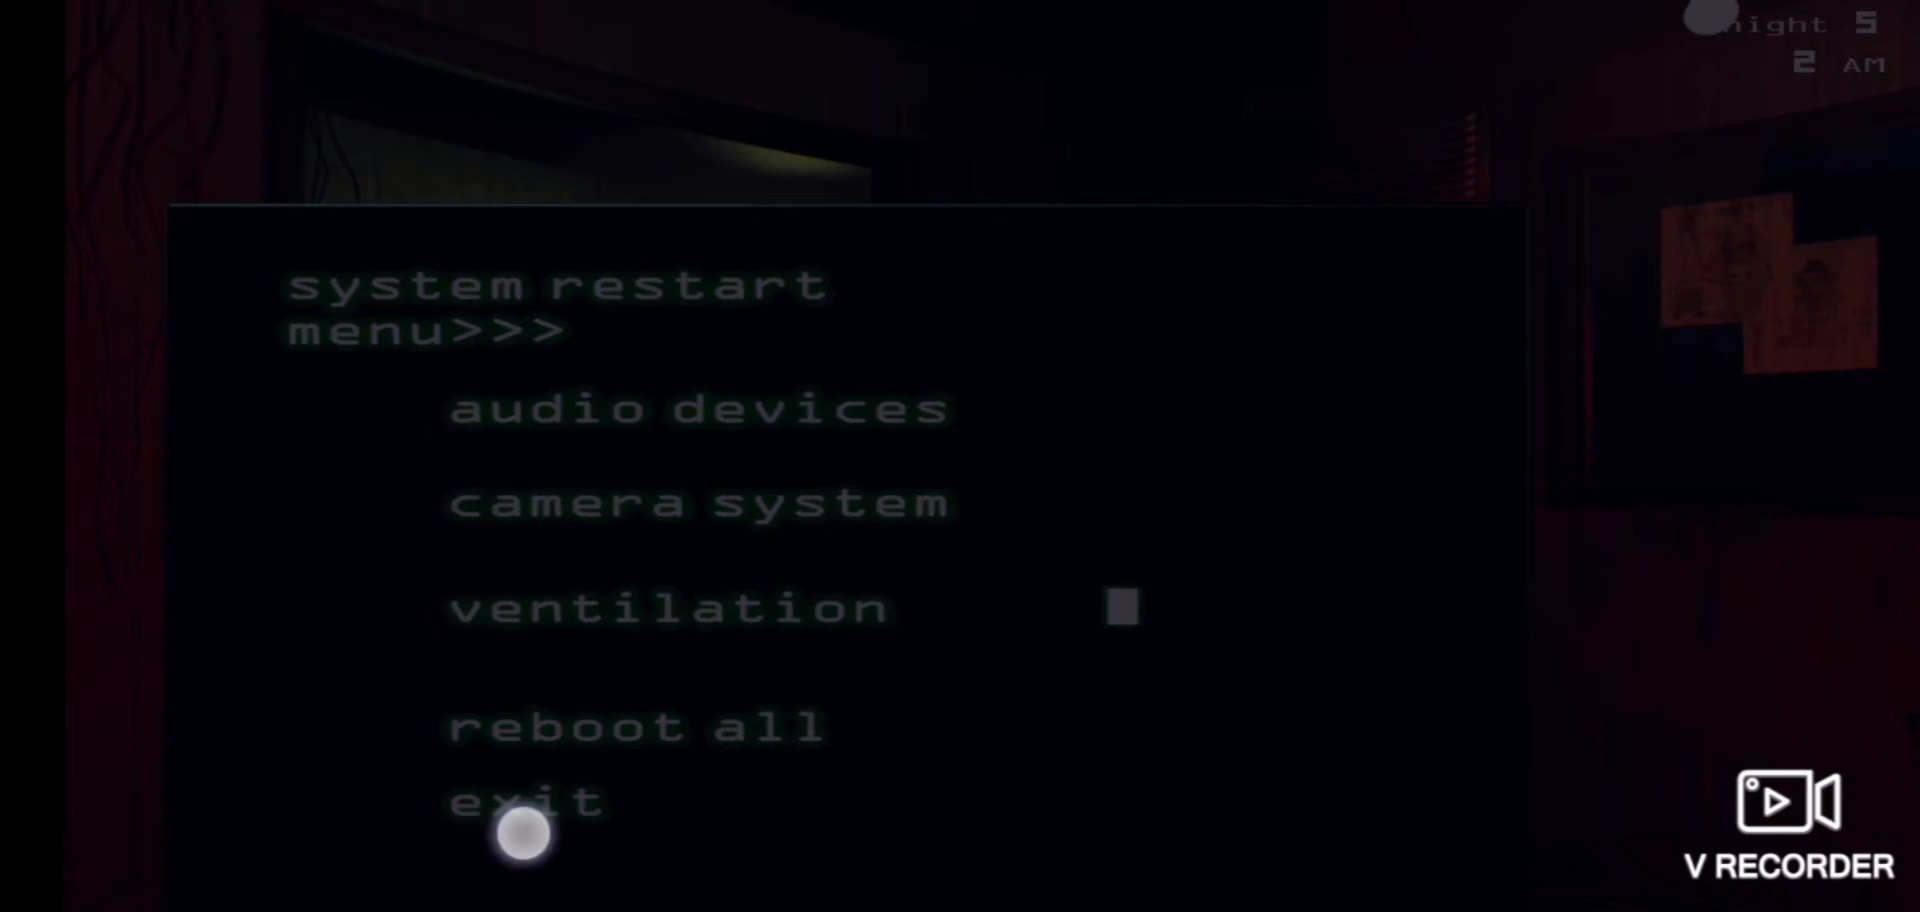 night 5
2 AM
system restart
menu>>>
audio devices
camera system
ventilation
reboot all
exit
V RECORDER